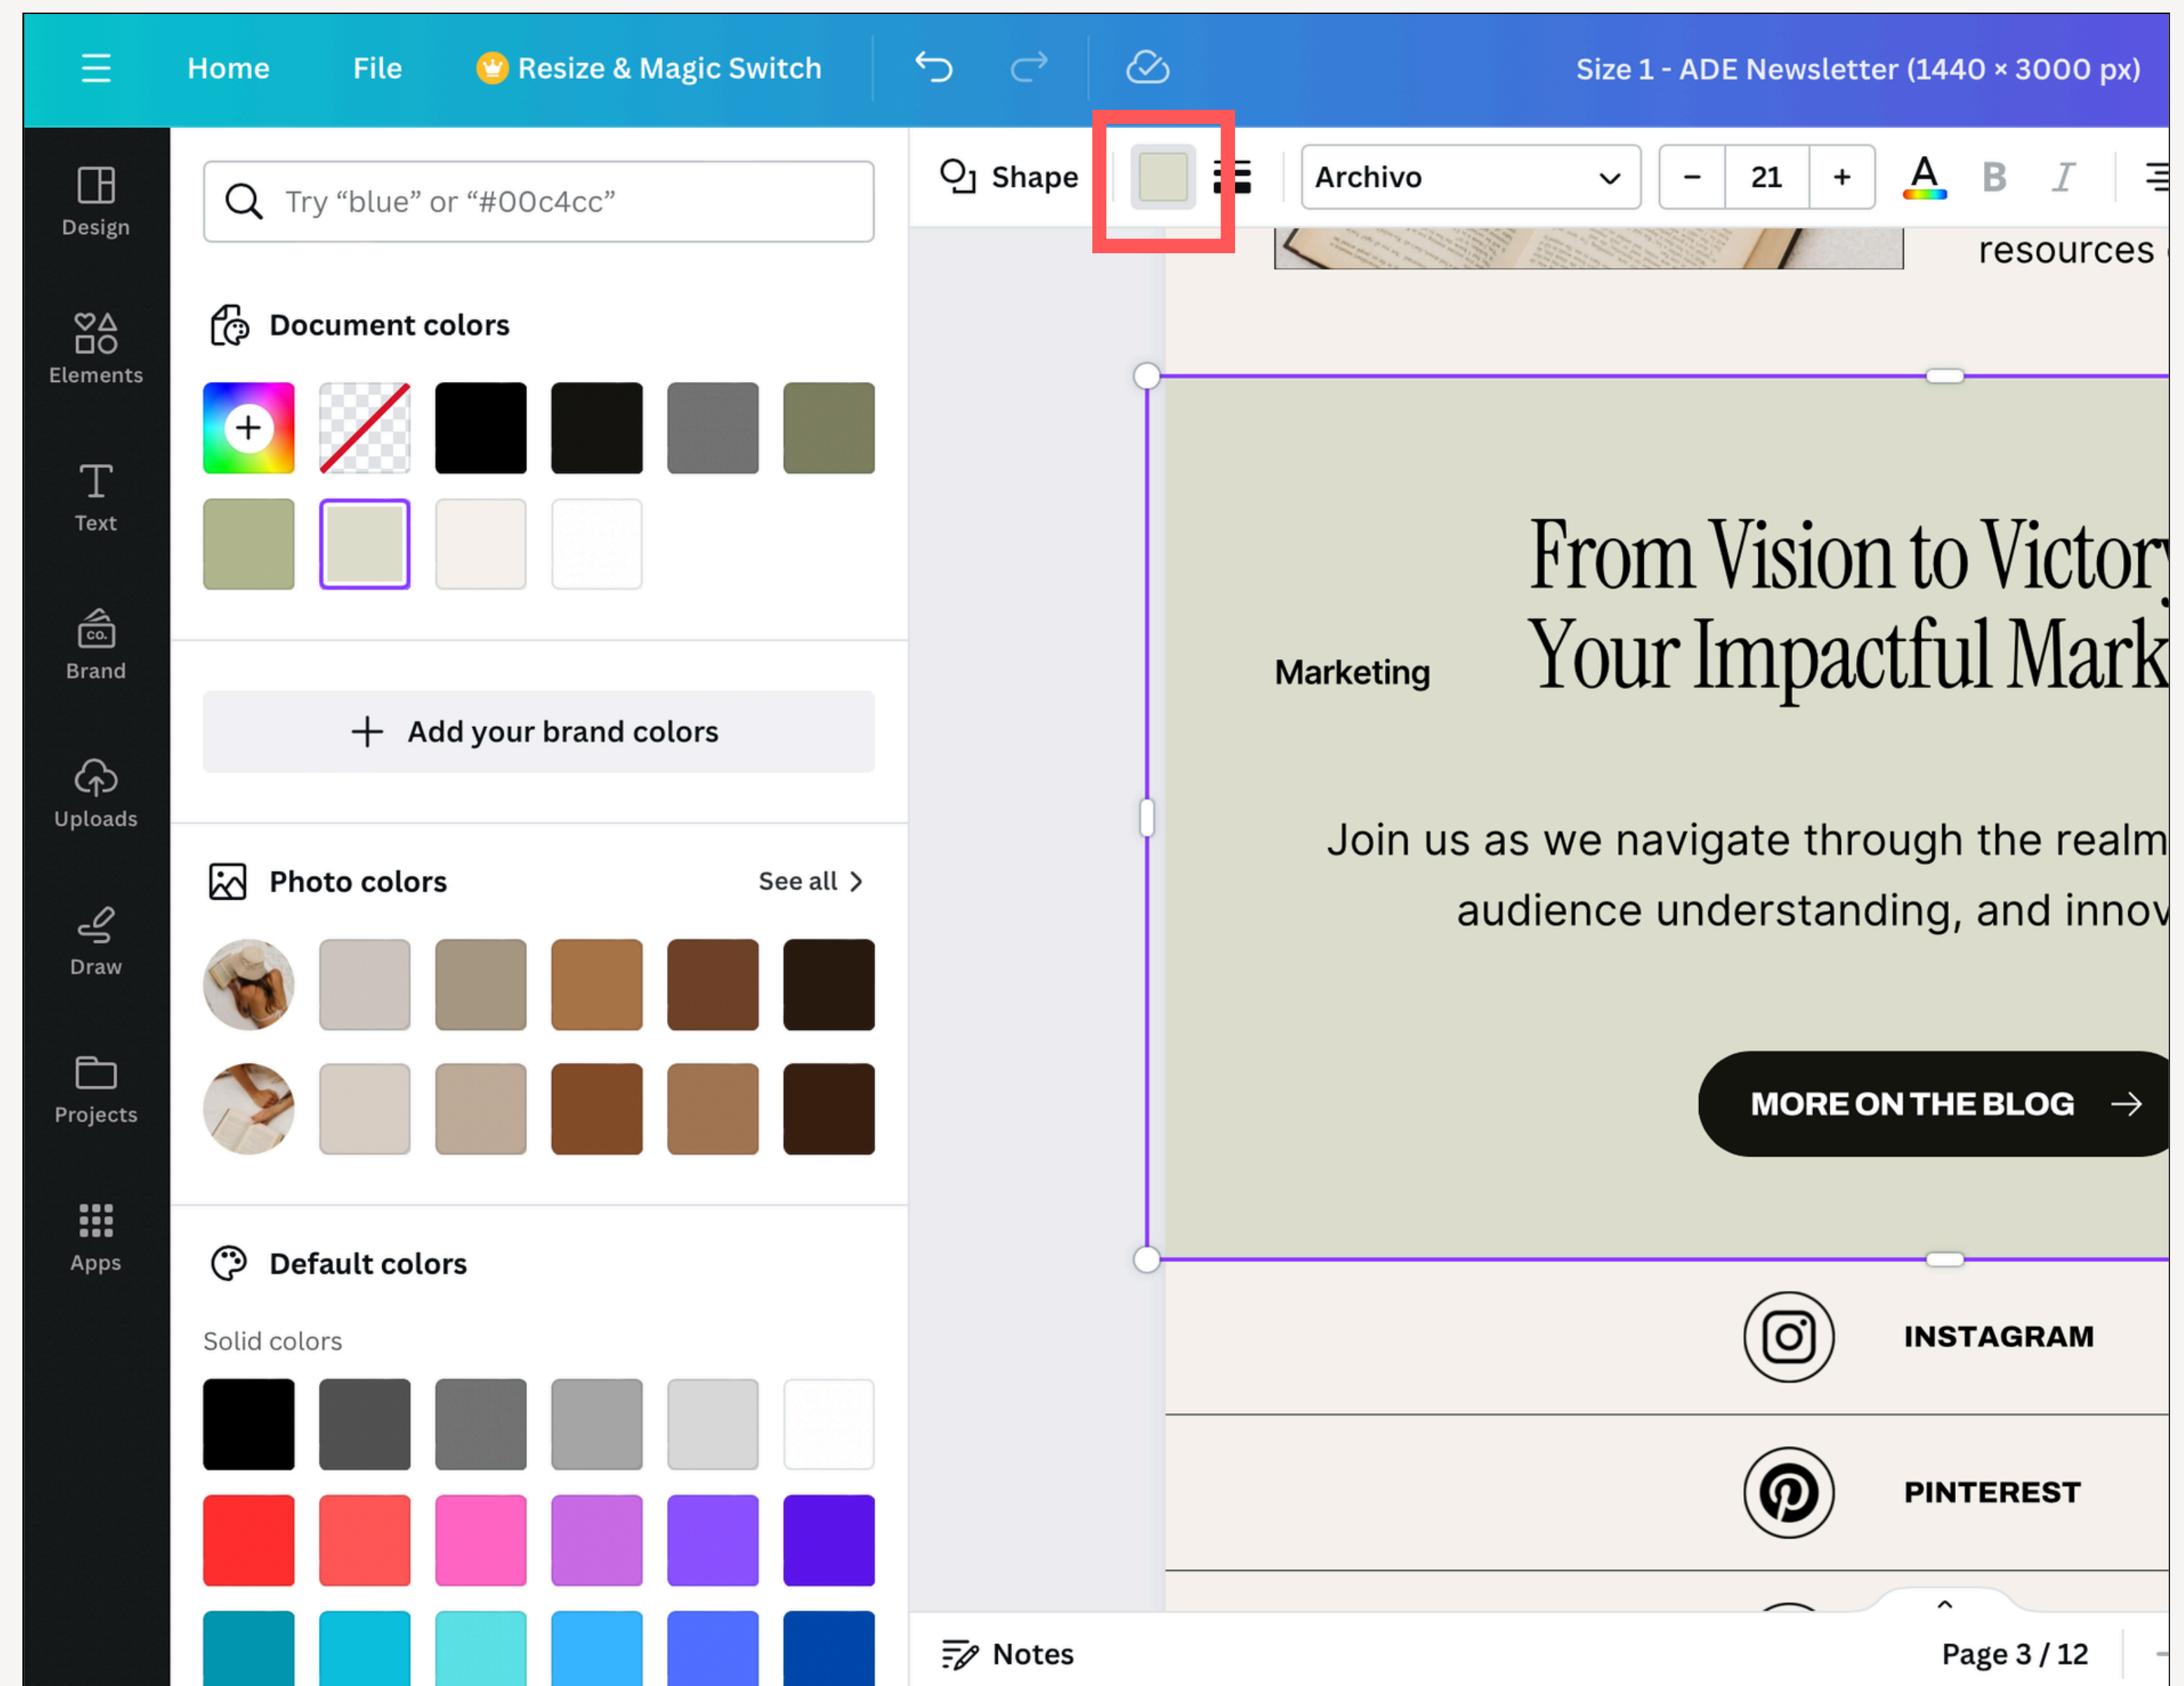 Home File Resize & Magic Switch Size 1 - ADE Newsletter (1440 × 3000 px)
Design
Elements
Text
CO.
Brand
Uploads
Draw
Projects
Apps
Try “blue” or “#00c4cc”
Document colors
Add your brand colors
Photo colors See all
Default colors
Solid colors
Shape Archivo − 21 + A B I
resources
From Vision to Victory
Your Impactful Mark
Marketing
Join us as we navigate through the realm
audience understanding, and innov
MORE ON THE BLOG
INSTAGRAM
PINTEREST
Notes Page 3 / 12